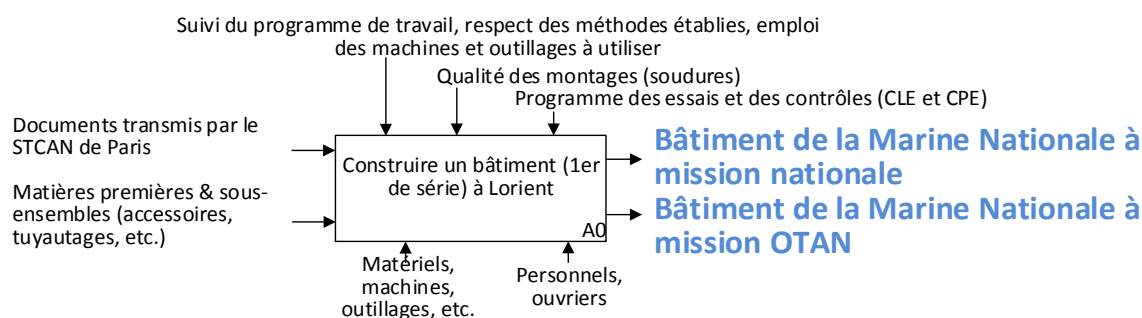 Suivi du programme de travail, respect des méthodes établies, emploi
des machines et outillages à utiliser
Qualité des montages (soudures)
Programme des essais et des contrôles (CLE et CPE)
Documents transmis par le
STCAN de Paris
Matières premières & sous-
ensembles (accessoires,
tuyautages, etc.)
Construire un bâtiment (1er
de série) à Lorient
A0
Bâtiment de la Marine Nationale à
mission nationale
Bâtiment de la Marine Nationale à
mission OTAN
Matériels,
machines,
outillages, etc.
Personnels,
ouvriers